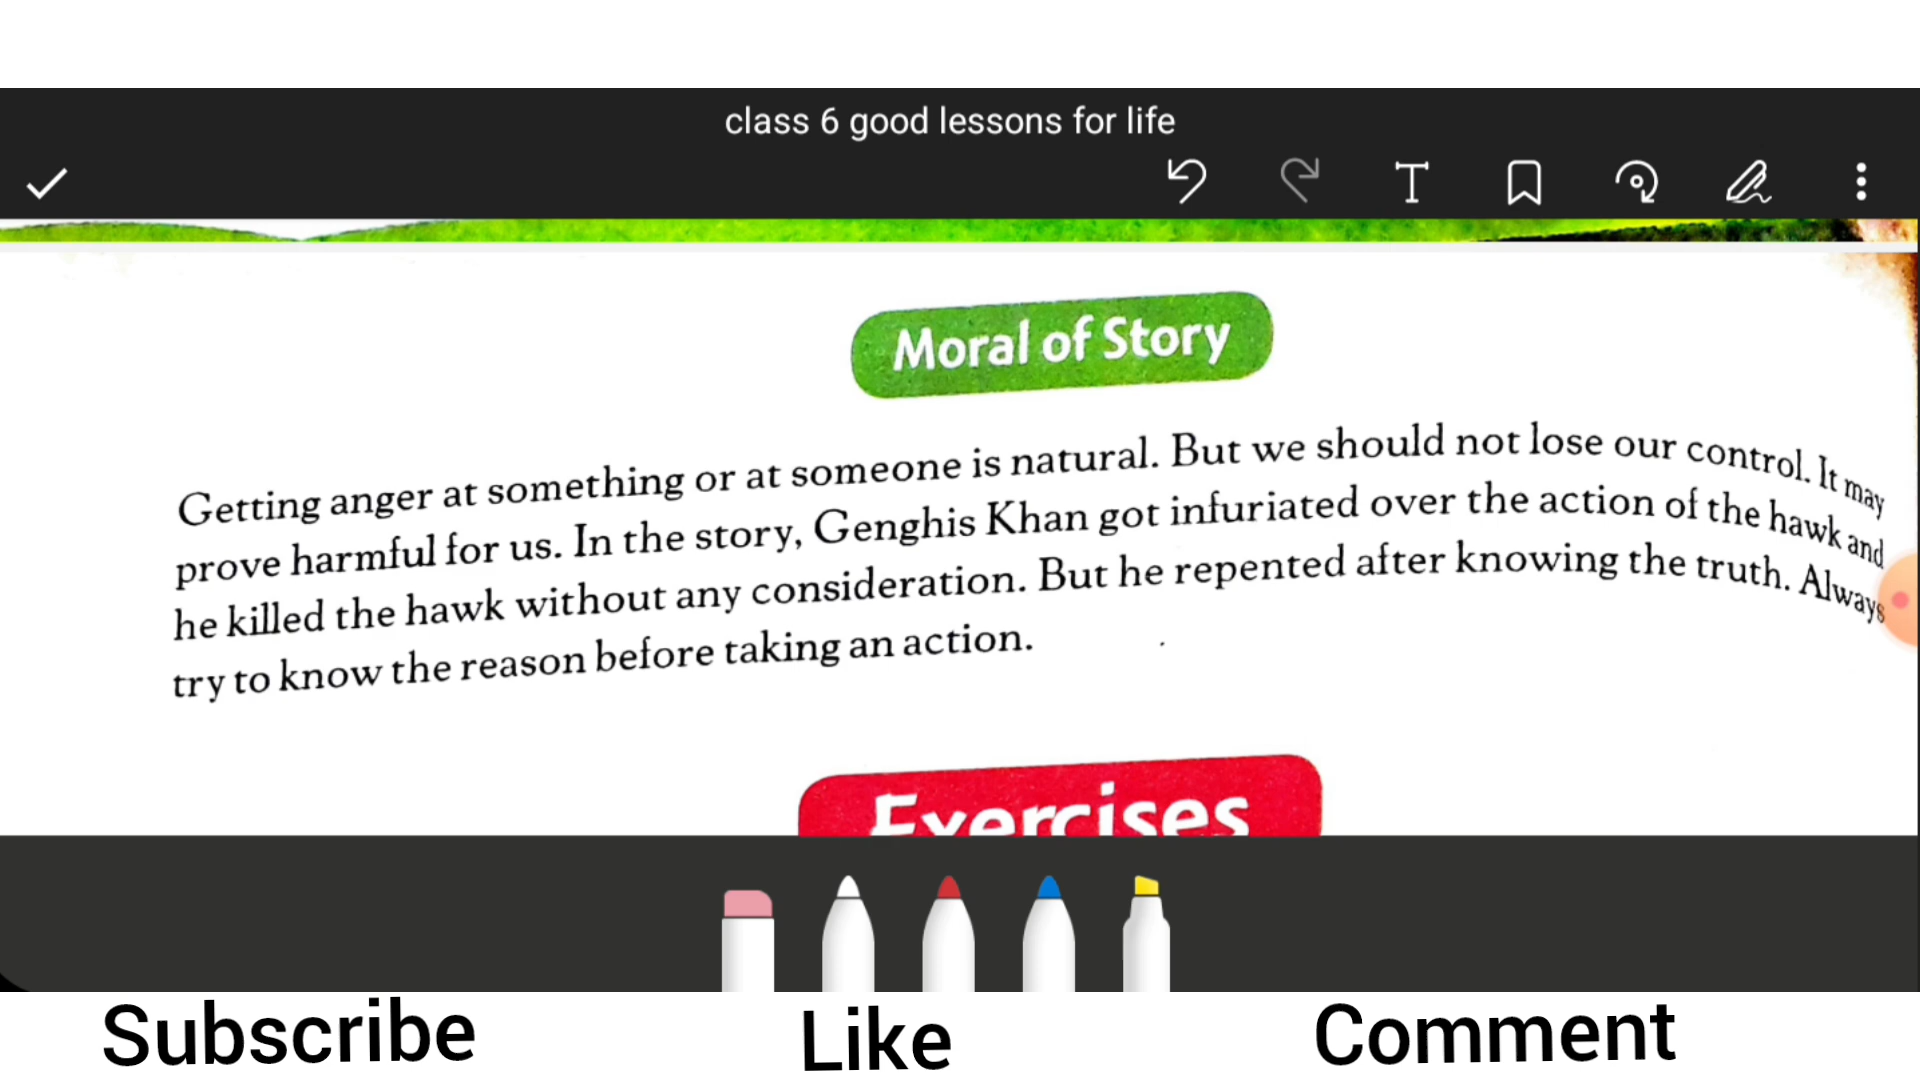 class 6 good lessons for life
Moral of Story
Getting anger at something or at someone is natural. But we should not lose our control. It may
prove harmful for us. In the story, Genghis Khan got infuriated over the action of the hawk and
he killed the hawk without any consideration. But he repented after knowing the truth. Always
try to know the reason before taking an action.
Exercises
Subscribe Like Comment